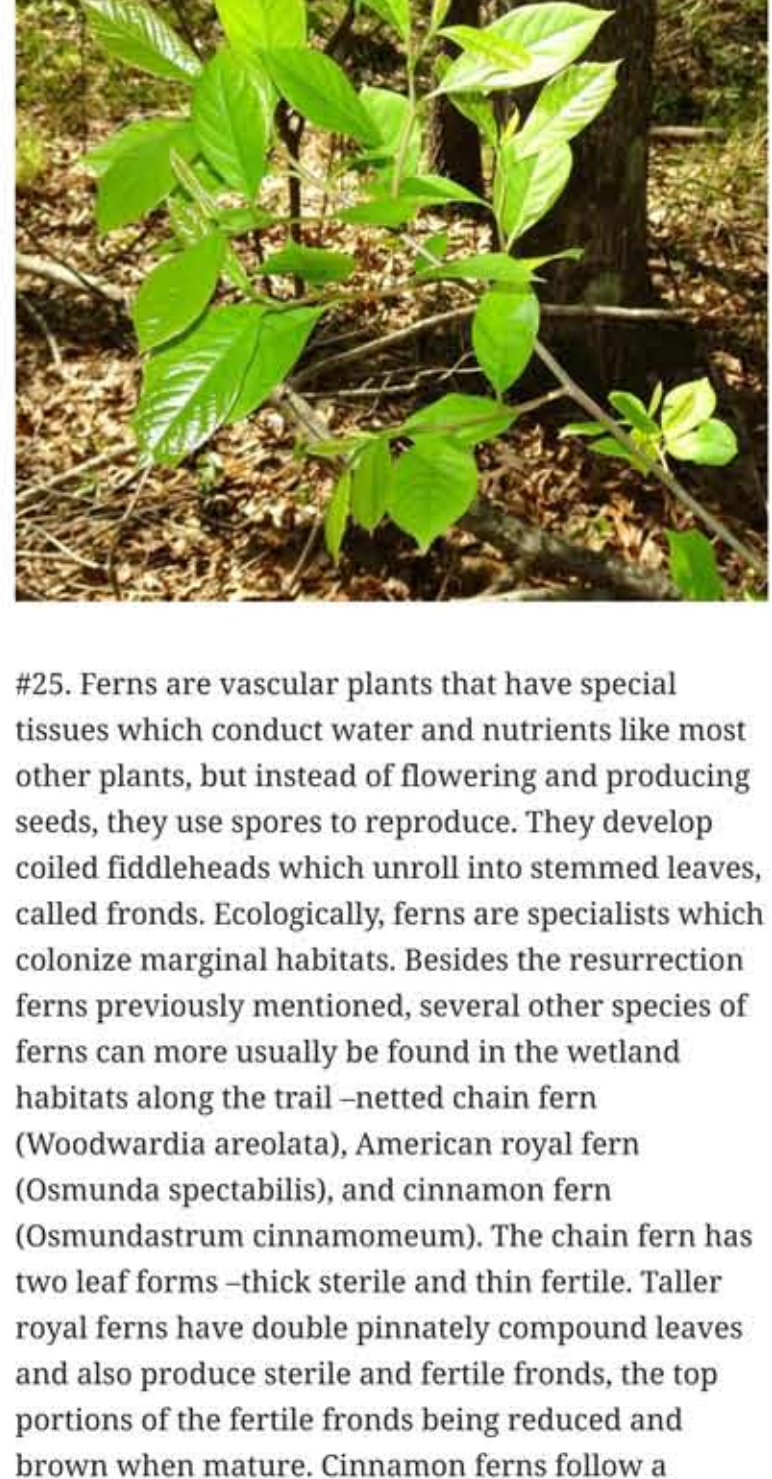 #25. Ferns are vascular plants that have special
tissues which conduct water and nutrients like most
other plants, but instead of flowering and producing
seeds, they use spores to reproduce. They develop
coiled fiddleheads which unroll into stemmed leaves,
called fronds. Ecologically, ferns are specialists which
colonize marginal habitats. Besides the resurrection
ferns previously mentioned, several other species of
ferns can more usually be found in the wetland
habitats along the trail –netted chain fern
(Woodwardia areolata), American royal fern
(Osmunda spectabilis), and cinnamon fern
(Osmundastrum cinnamomeum). The chain fern has
two leaf forms –thick sterile and thin fertile. Taller
royal ferns have double pinnately compound leaves
and also produce sterile and fertile fronds, the top
portions of the fertile fronds being reduced and
brown when mature. Cinnamon ferns follow a